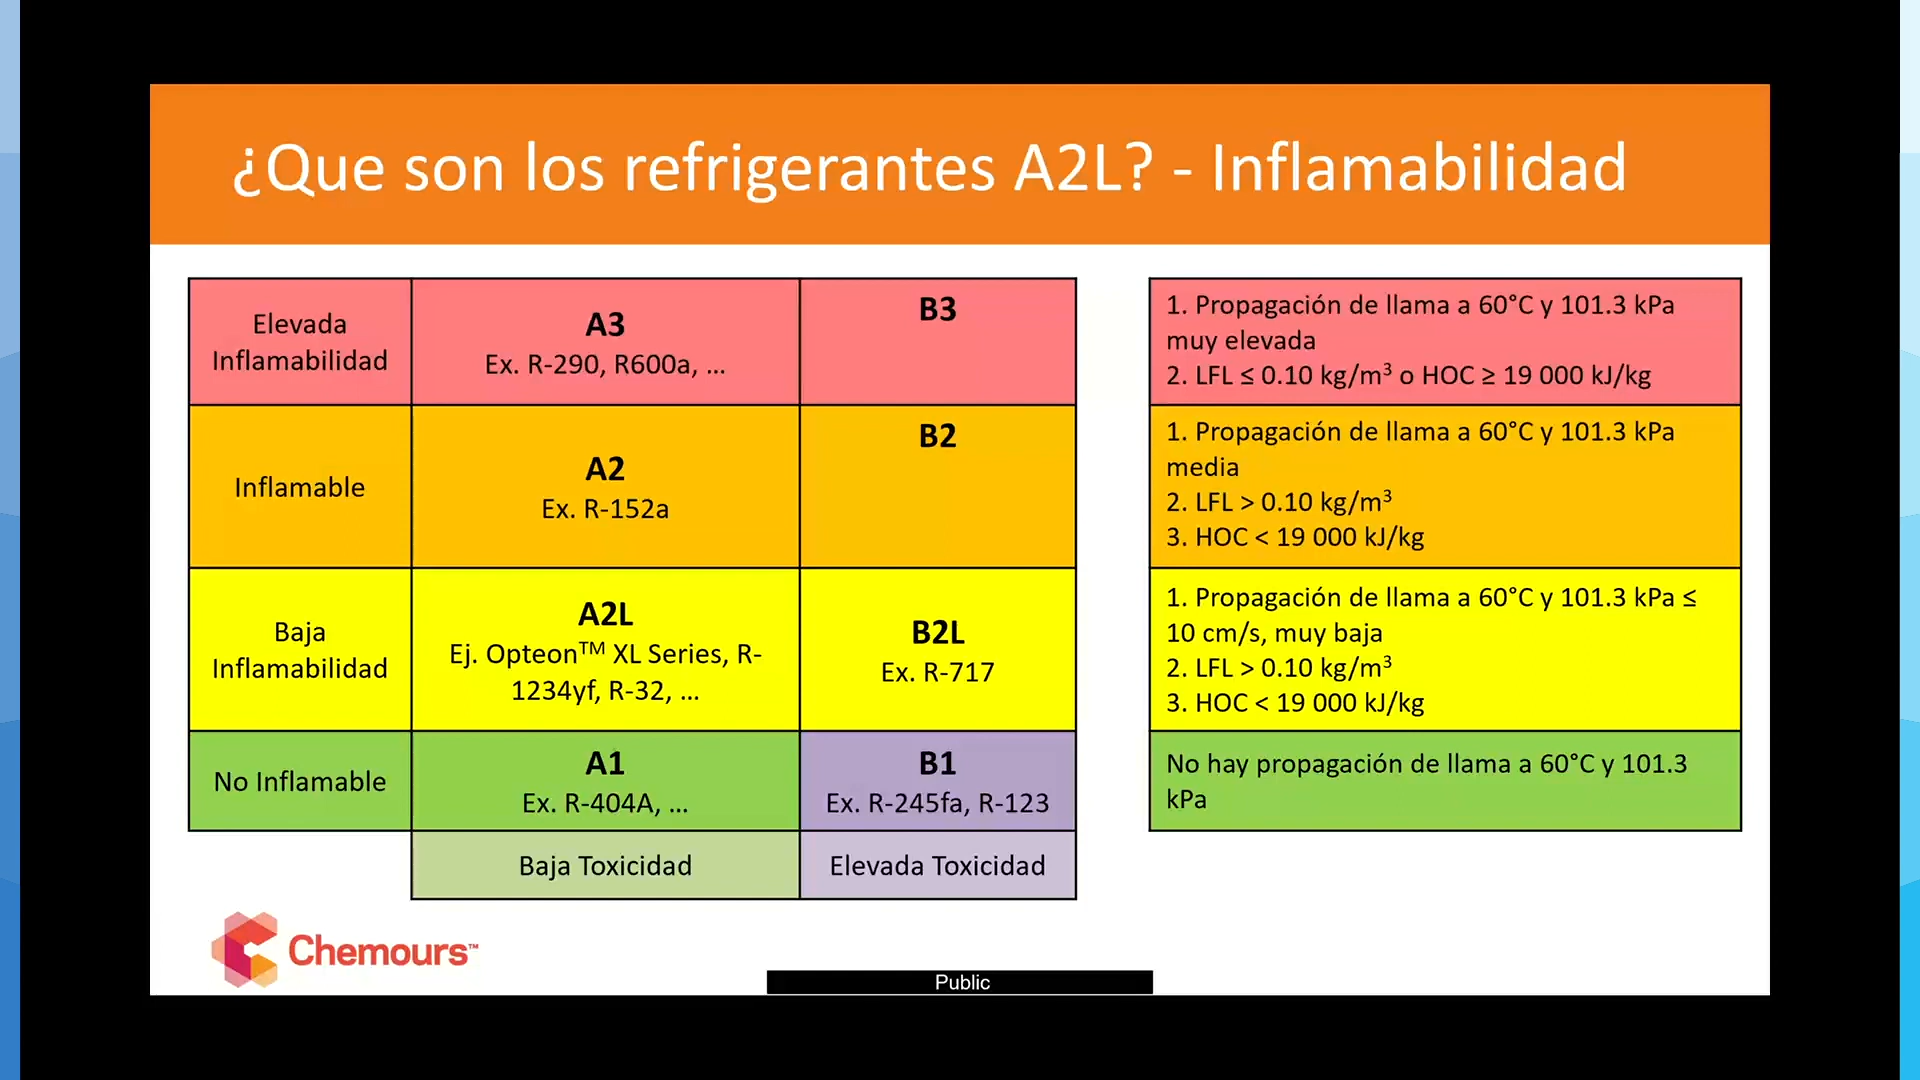 ¿Que son los refrigerantes A2L? - Inflamabilidad
Elevada
Inflamabilidad
A3
Ex. R-290, R600a, ...
B3
1. Propagación de llama a 60°C y 101.3 kPa
muy elevada
2. LFL ≤ 0.10 kg/m³ o HOC ≥ 19 000 kJ/kg
Inflamable
A2
Ex. R-152a
B2
1. Propagación de llama a 60°C y 101.3 kPa
media
2. LFL > 0.10 kg/m³
3. HOC < 19 000 kJ/kg
Baja
Inflamabilidad
A2L
Ej. Opteon™ XL Series, R-
1234yf, R-32, ...
B2L
Ex. R-717
1. Propagación de llama a 60°C y 101.3 kPa ≤
10 cm/s, muy baja
2. LFL > 0.10 kg/m³
3. HOC < 19 000 kJ/kg
No Inflamable
A1
Ex. R-404A, ...
B1
Ex. R-245fa, R-123
No hay propagación de llama a 60°C y 101.3
kPa
Baja Toxicidad
Elevada Toxicidad
Chemours™
Public